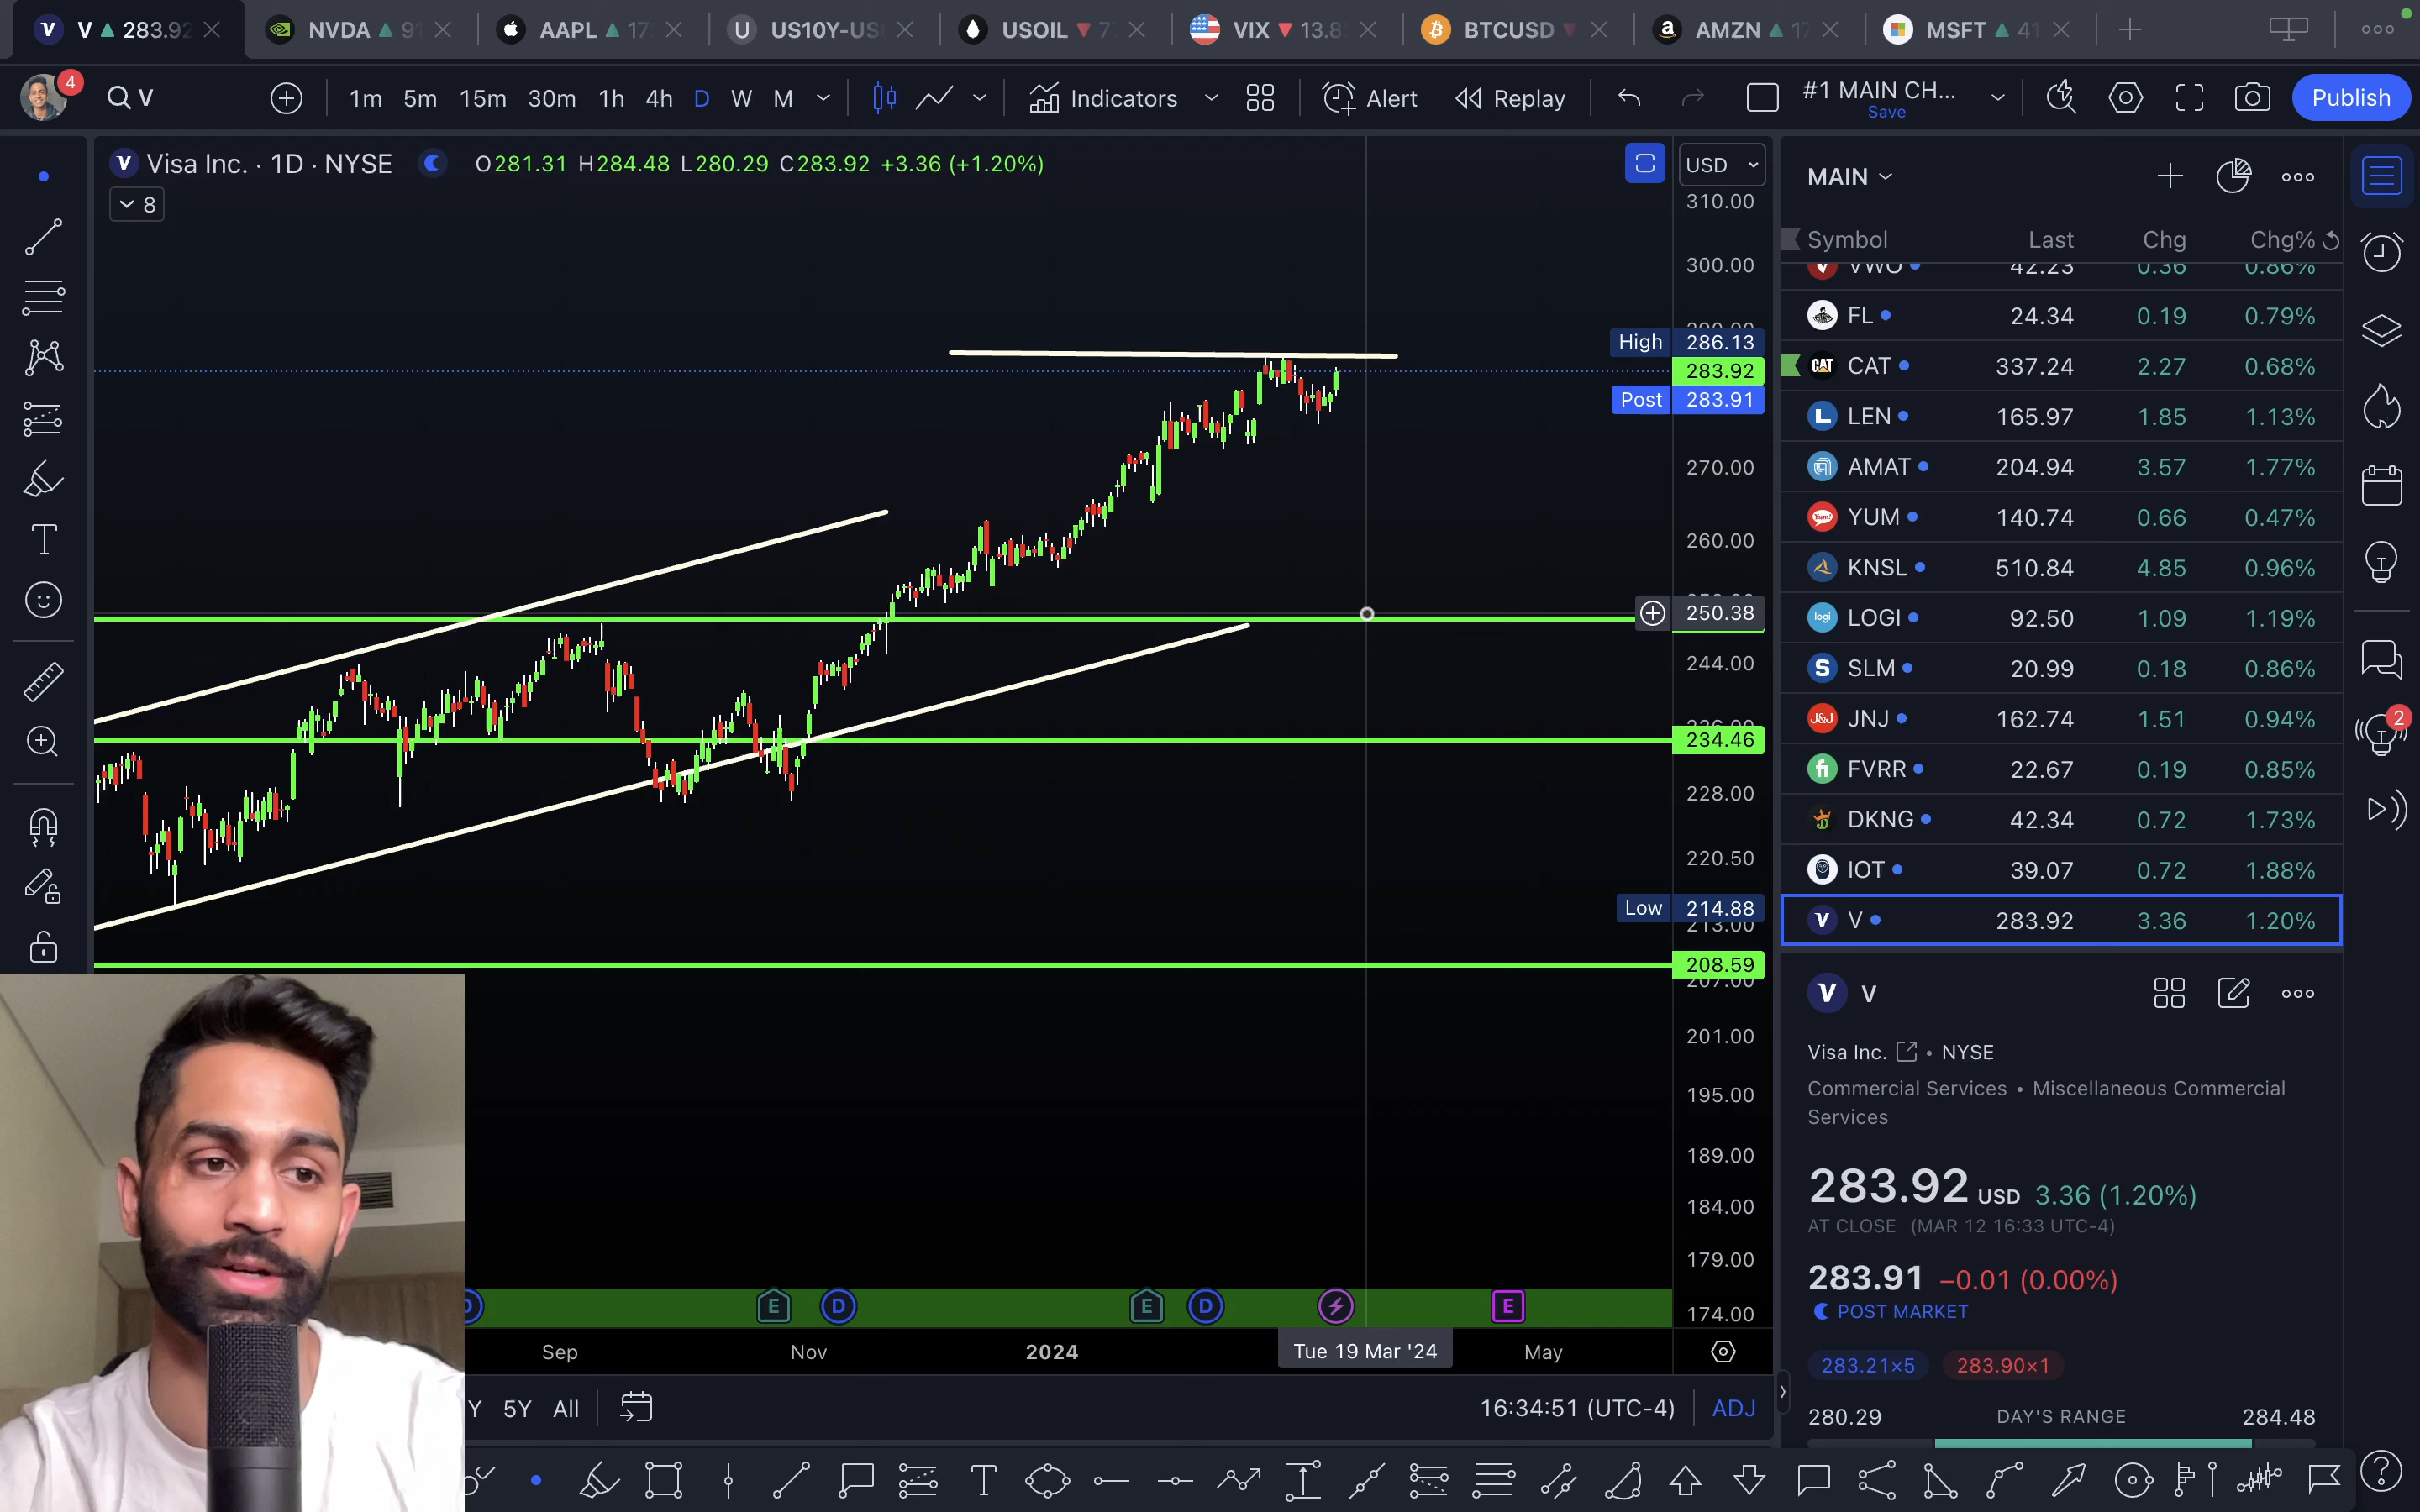 V 283.92 NVDA 91 AAPL 17 US10Y-US USOIL 7 VIX 13.8 BTCUSD AMZN 17 MSFT 41
4 V 1m 5m 15m 30m 1h 4h D W M Indicators Alert Replay #1 MAIN CH... Save Publish
Visa Inc. · 1D · NYSE O281.31 H284.48 L280.29 C283.92 +3.36 (+1.20%)
8
USD
310.00
300.00
High 286.13
283.92
Post 283.91
270.00
260.00
250.38
244.00
234.46
228.00
220.50
Low 214.88
213.00
208.59
207.00
201.00
195.00
189.00
184.00
179.00
174.00
E D E D E
Sep Nov 2024 Tue 19 Mar '24 May
Y 5Y All 16:34:51 (UTC-4) ADJ
MAIN
Symbol Last Chg Chg%
VWO 42.23 0.36 0.86%
FL 24.34 0.19 0.79%
CAT CAT 337.24 2.27 0.68%
L LEN 165.97 1.85 1.13%
AMAT 204.94 3.57 1.77%
Yum! YUM 140.74 0.66 0.47%
KNSL 510.84 4.85 0.96%
logi LOGI 92.50 1.09 1.19%
S SLM 20.99 0.18 0.86%
J&J JNJ 162.74 1.51 0.94%
fi FVRR 22.67 0.19 0.85%
DKNG 42.34 0.72 1.73%
IOT 39.07 0.72 1.88%
V V 283.92 3.36 1.20%
2
V V
Visa Inc. • NYSE
Commercial Services • Miscellaneous Commercial
Services
283.92 USD 3.36 (1.20%)
AT CLOSE (MAR 12 16:33 UTC-4)
283.91 −0.01 (0.00%)
POST MARKET
283.21×5 283.90×1
280.29 DAY'S RANGE 284.48